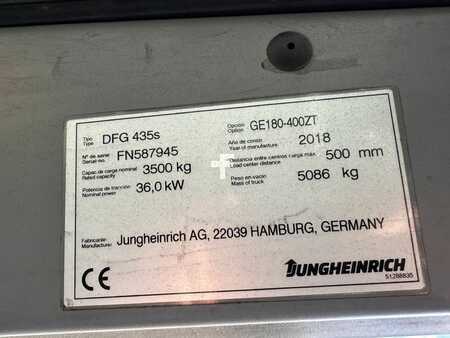 Tipo
Type DFG 435s
Opción
Option GE180-400ZT
Nº de serie
Serial no. FN587945
Año de constr.
Year of manufacture 2018
Capac de carga nominal
Rated capacity 3500 kg
Distancia entre centros carga máx
Load center distance 500 mm
Potencia de tracción
Nominal power 36,0 kW
Peso en vacío
Mass of truck 5086 kg
Fabricante:
Manufacturer: Jungheinrich AG, 22039 HAMBURG, GERMANY
CE
JUNGHEINRICH
51288835